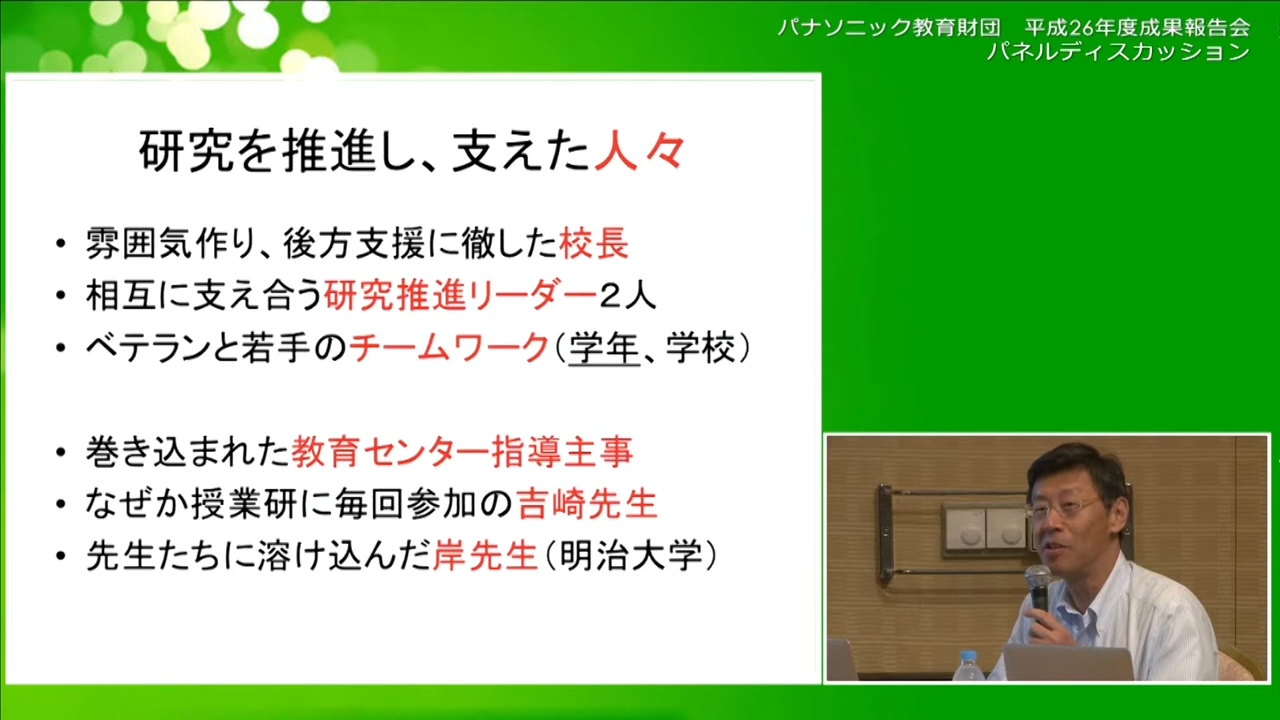 パナソニック教育財団　平成26年度成果報告会
パネルディスカッション
研究を推進し、支えた人々
• 雰囲気作り、後方支援に徹した校長
• 相互に支え合う研究推進リーダー２人
• ベテランと若手のチームワーク（学年、学校）
• 巻き込まれた教育センター指導主事
• なぜか授業研に毎回参加の吉崎先生
• 先生たちに溶け込んだ岸先生（明治大学）